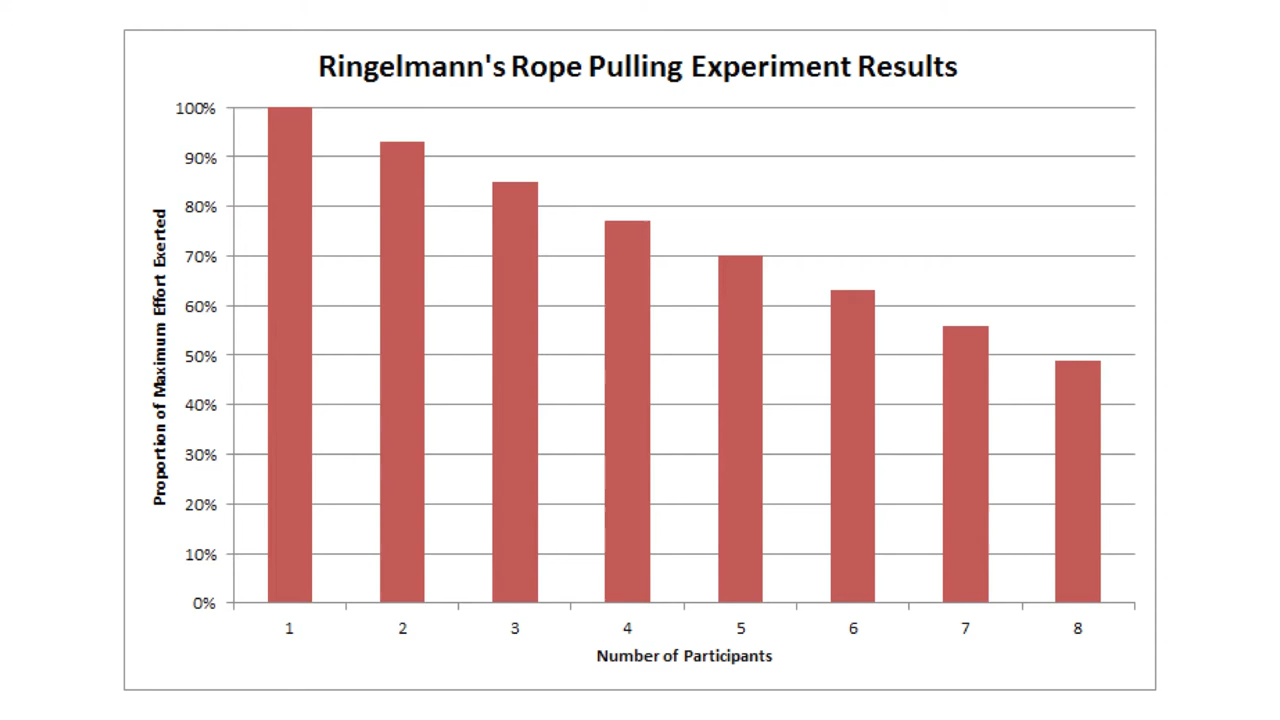 Ringelmann's Rope Pulling Experiment Results
100%
90%
80%
70%
60%
50%
40%
30%
20%
10%
0%
Proportion of Maximum Effort Exerted
1 2 3 4 5 6 7 8
Number of Participants